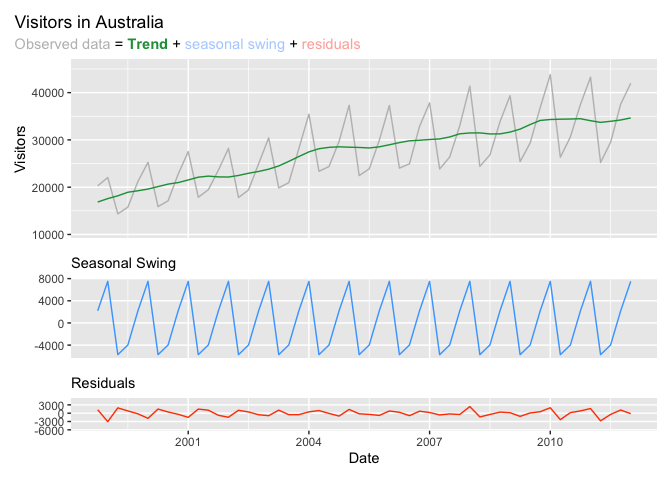 Visitors in Australia
Observed data = Trend + seasonal swing + residuals
Visitors
40000
30000
20000
10000
Seasonal Swing
8000
4000
0
-4000
Residuals
3000
0
-3000
-6000
2001
2004
2007
2010
Date